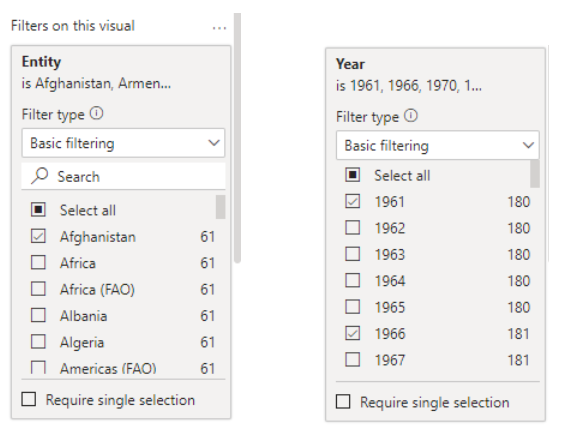 Filters on this visual ...
Entity
is Afghanistan, Armen...
Filter type
Basic filtering
Search
Select all
Afghanistan 61
Africa 61
Africa (FAO) 61
Albania 61
Algeria 61
Americas (FAO) 61
Require single selection
Year
is 1961, 1966, 1970, 1...
Filter type
Basic filtering
Select all
1961 180
1962 180
1963 180
1964 180
1965 180
1966 181
1967 181
Require single selection